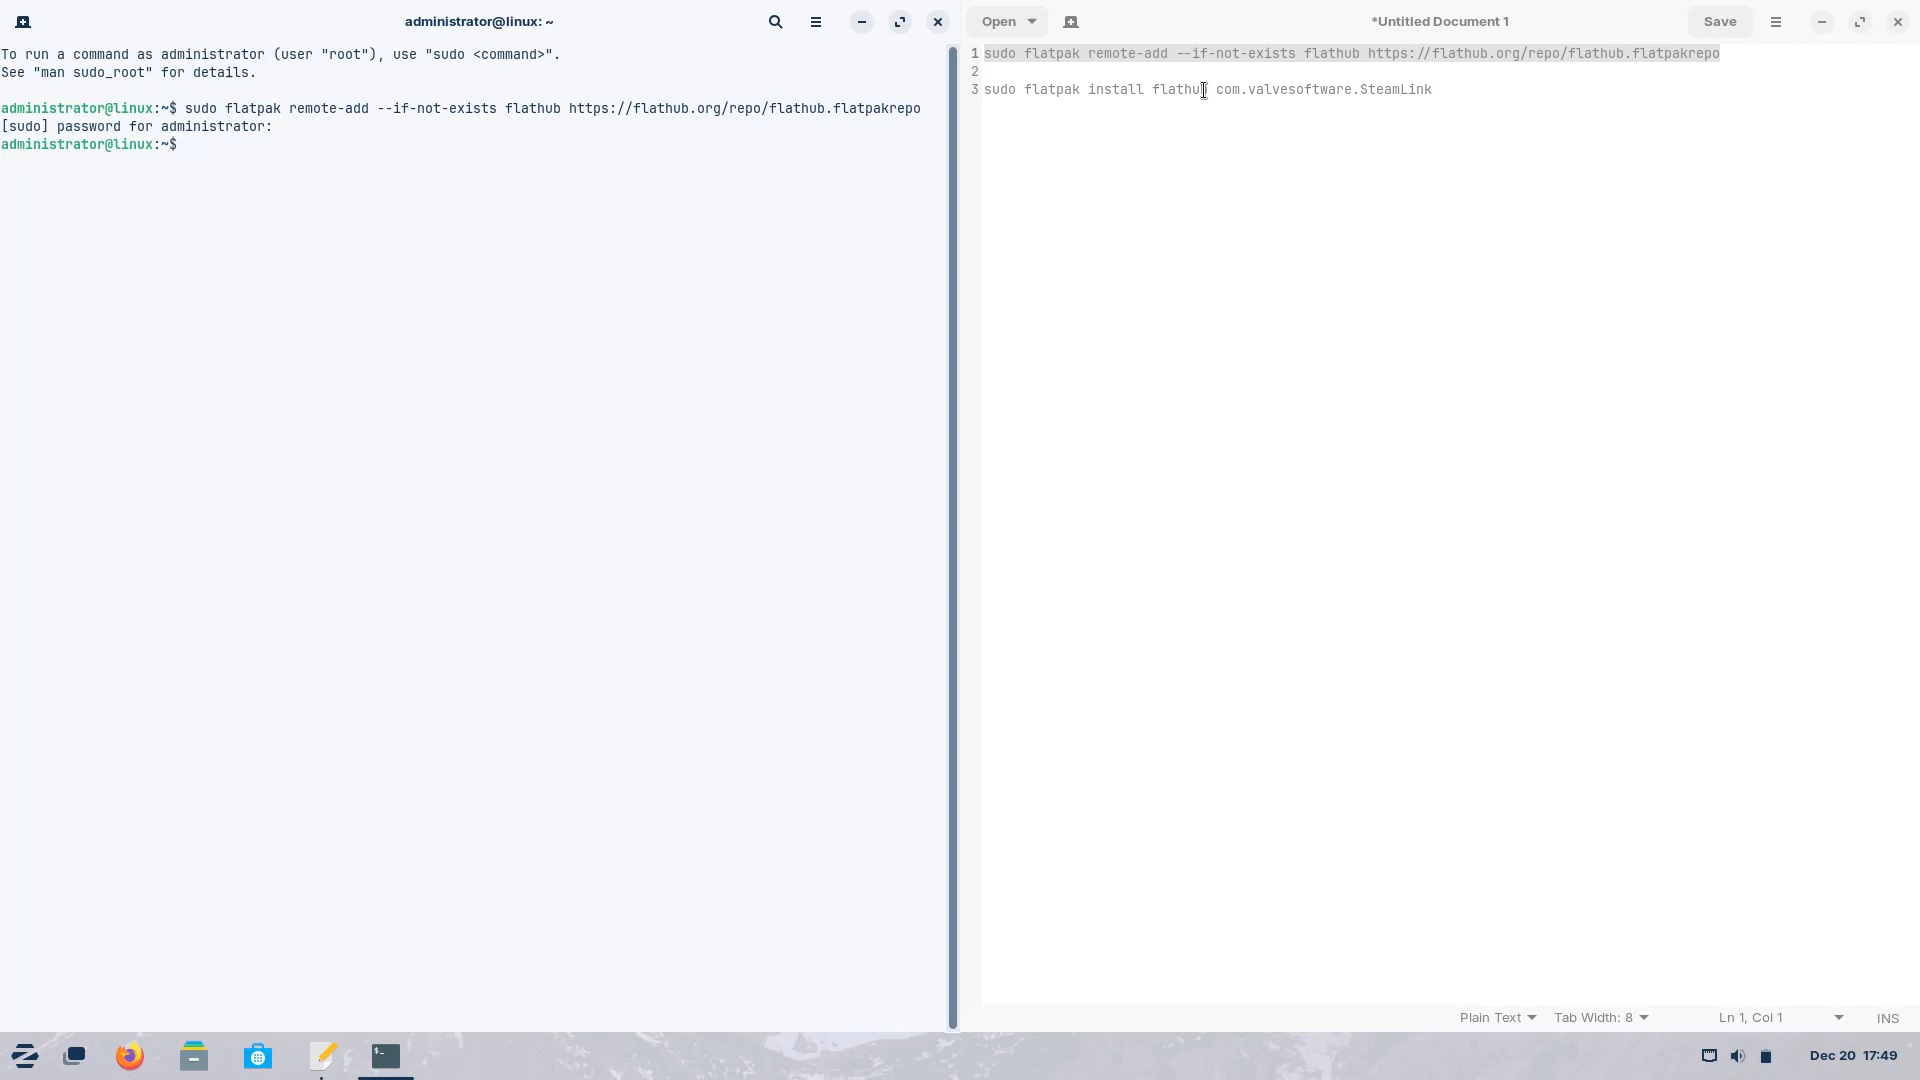 administrator@linux: ~
To run a command as administrator (user "root"), use "sudo <command>".
See "man sudo_root" for details.
administrator@linux:~$ sudo flatpak remote-add --if-not-exists flathub https://flathub.org/repo/flathub.flatpakrepo
[sudo] password for administrator:
administrator@linux:~$
Open
*Untitled Document 1
Save
1 sudo flatpak remote-add --if-not-exists flathub https://flathub.org/repo/flathub.flatpakrepo
2
3 sudo flatpak install flathub com.valvesoftware.SteamLink
Plain Text
Tab Width: 8
Ln 1, Col 1
INS
Dec 20 17:49